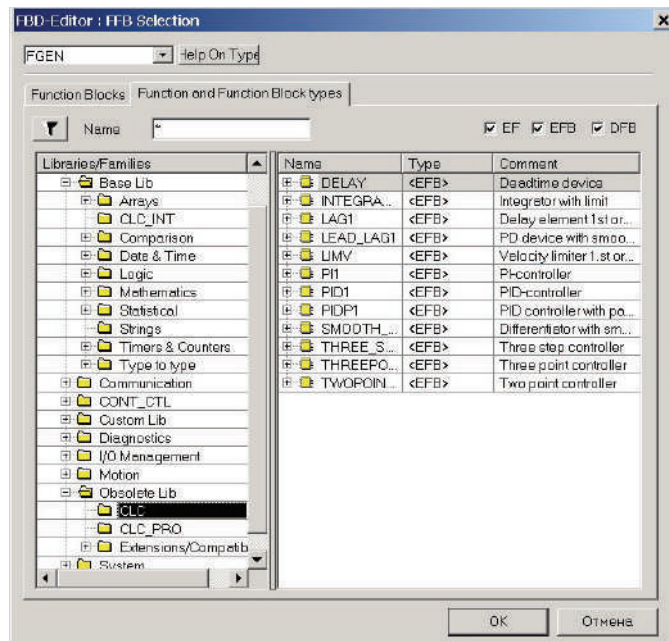 FBD-Editor : FFB Selection
FGEN
Help On Type
Function Blocks
Function and Function Block types
Name
*
EF
EFB
DFB
Libraries/Families
Base Lib
Arrays
CLC_INT
Comparison
Date & Time
Logic
Mathematics
Statistical
Strings
Timers & Counters
Type to type
Communication
CONT_CTL
Custom Lib
Diagnostics
I/O Management
Motion
Obsolete Lib
CLC
CLC_PRO
Extensions/Compatib
System
Name Type Comment
DELAY <EFB> Deadtime device
INTEGRA... <EFB> Integrator with limit
LAG1 <EFB> Delay element 1st or...
LEAD_LAG1 <EFB> PD device with smoo...
LIMV <EFB> Velocity limiter 1.st or...
PI1 <EFB> PI-controller
PID1 <EFB> PID-controller
PIDP1 <EFB> PID controller with pa...
SMOOTH_... <EFB> Differentiator with sm...
THREE_S... <EFB> Three step controller
THREEPO... <EFB> Three point controller
TWOPOIN... <EFB> Two point controller
OK
Отмена